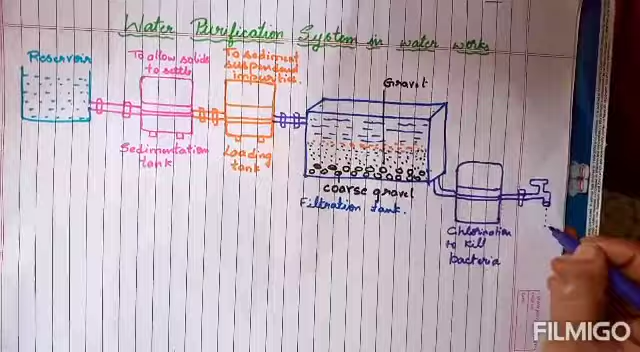 Water Purification System in water works
Reservoir
To allow solids
to settle
To sediment
suspended
impurities.
Gravel
Sedimentation
tank
Loading
tank
coarse gravel
Filtration tank.
Chlorination
to kill
bacteria
FILMIGO